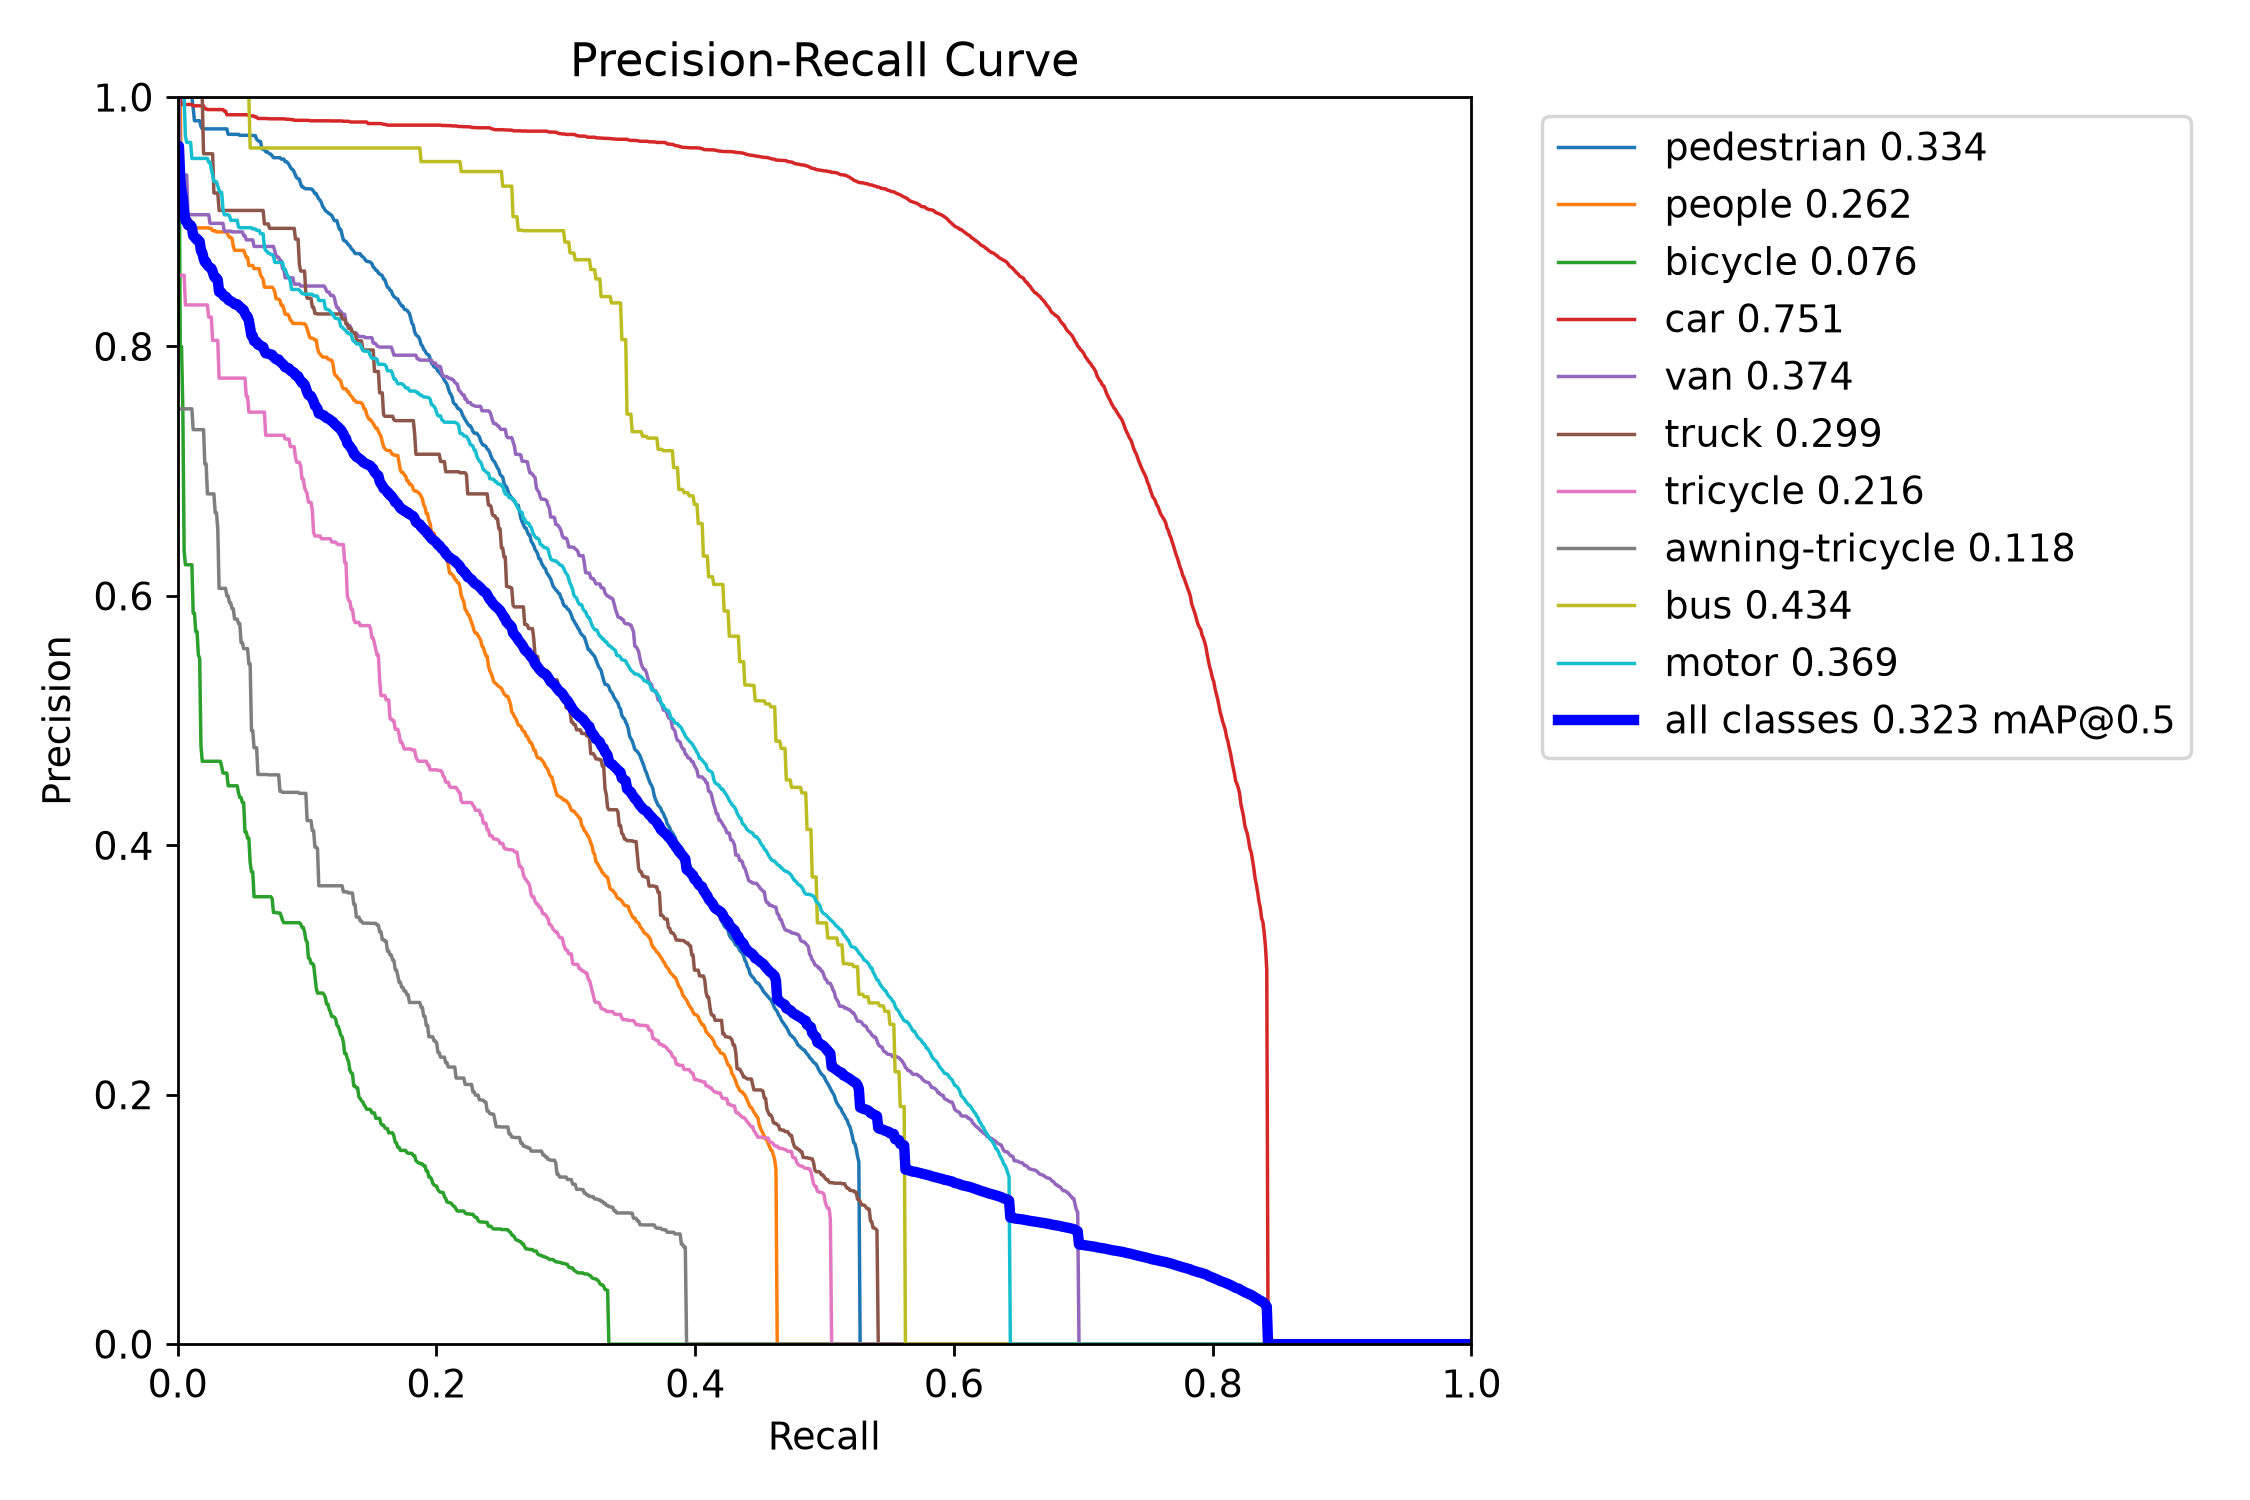 Precision-Recall Curve
1.0
0.8
0.6
0.4
0.2
0.0
Precision
0.0 0.2 0.4 0.6 0.8 1.0
Recall
pedestrian 0.334
people 0.262
bicycle 0.076
car 0.751
van 0.374
truck 0.299
tricycle 0.216
awning-tricycle 0.118
bus 0.434
motor 0.369
all classes 0.323 mAP@0.5